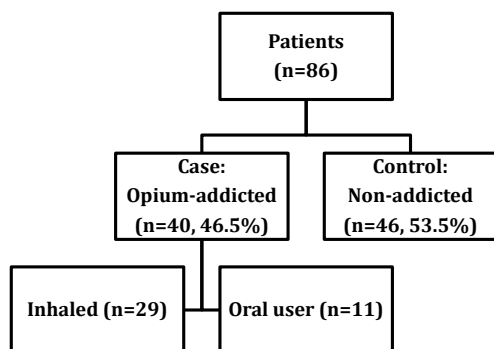 Patients
(n=86)
Case:
Opium-addicted
(n=40, 46.5%)
Control:
Non-addicted
(n=46, 53.5%)
Inhaled (n=29)
Oral user (n=11)